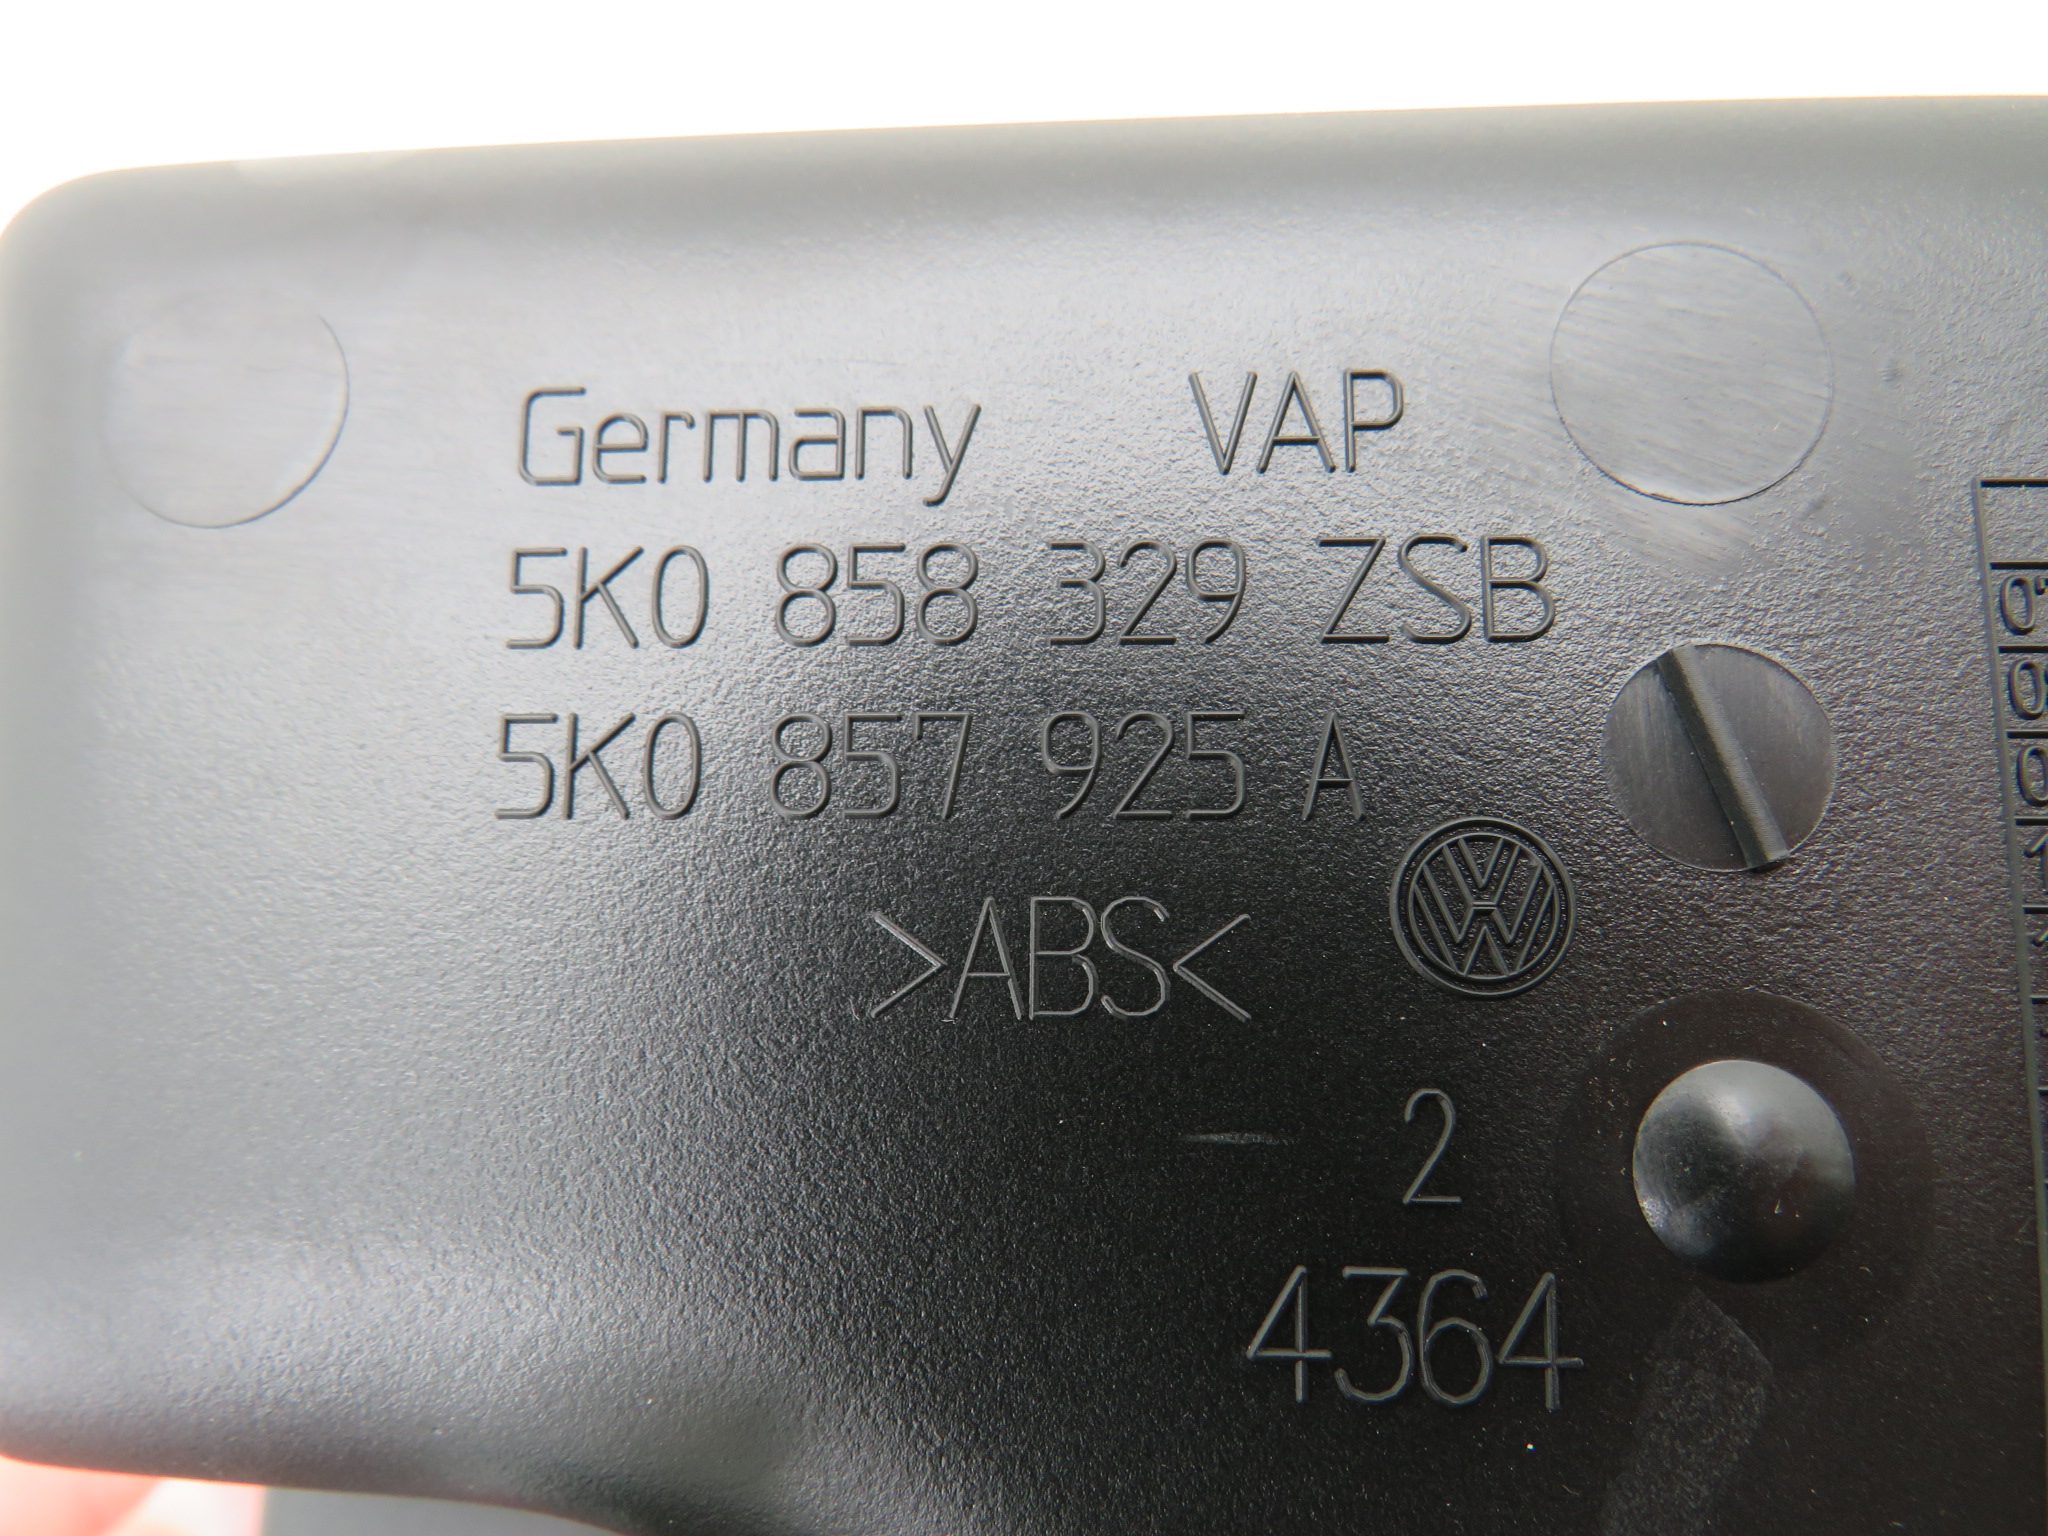 Germany VAP
5K0 858 329 ZSB
5K0 857 925 A
>ABS<
2
4364